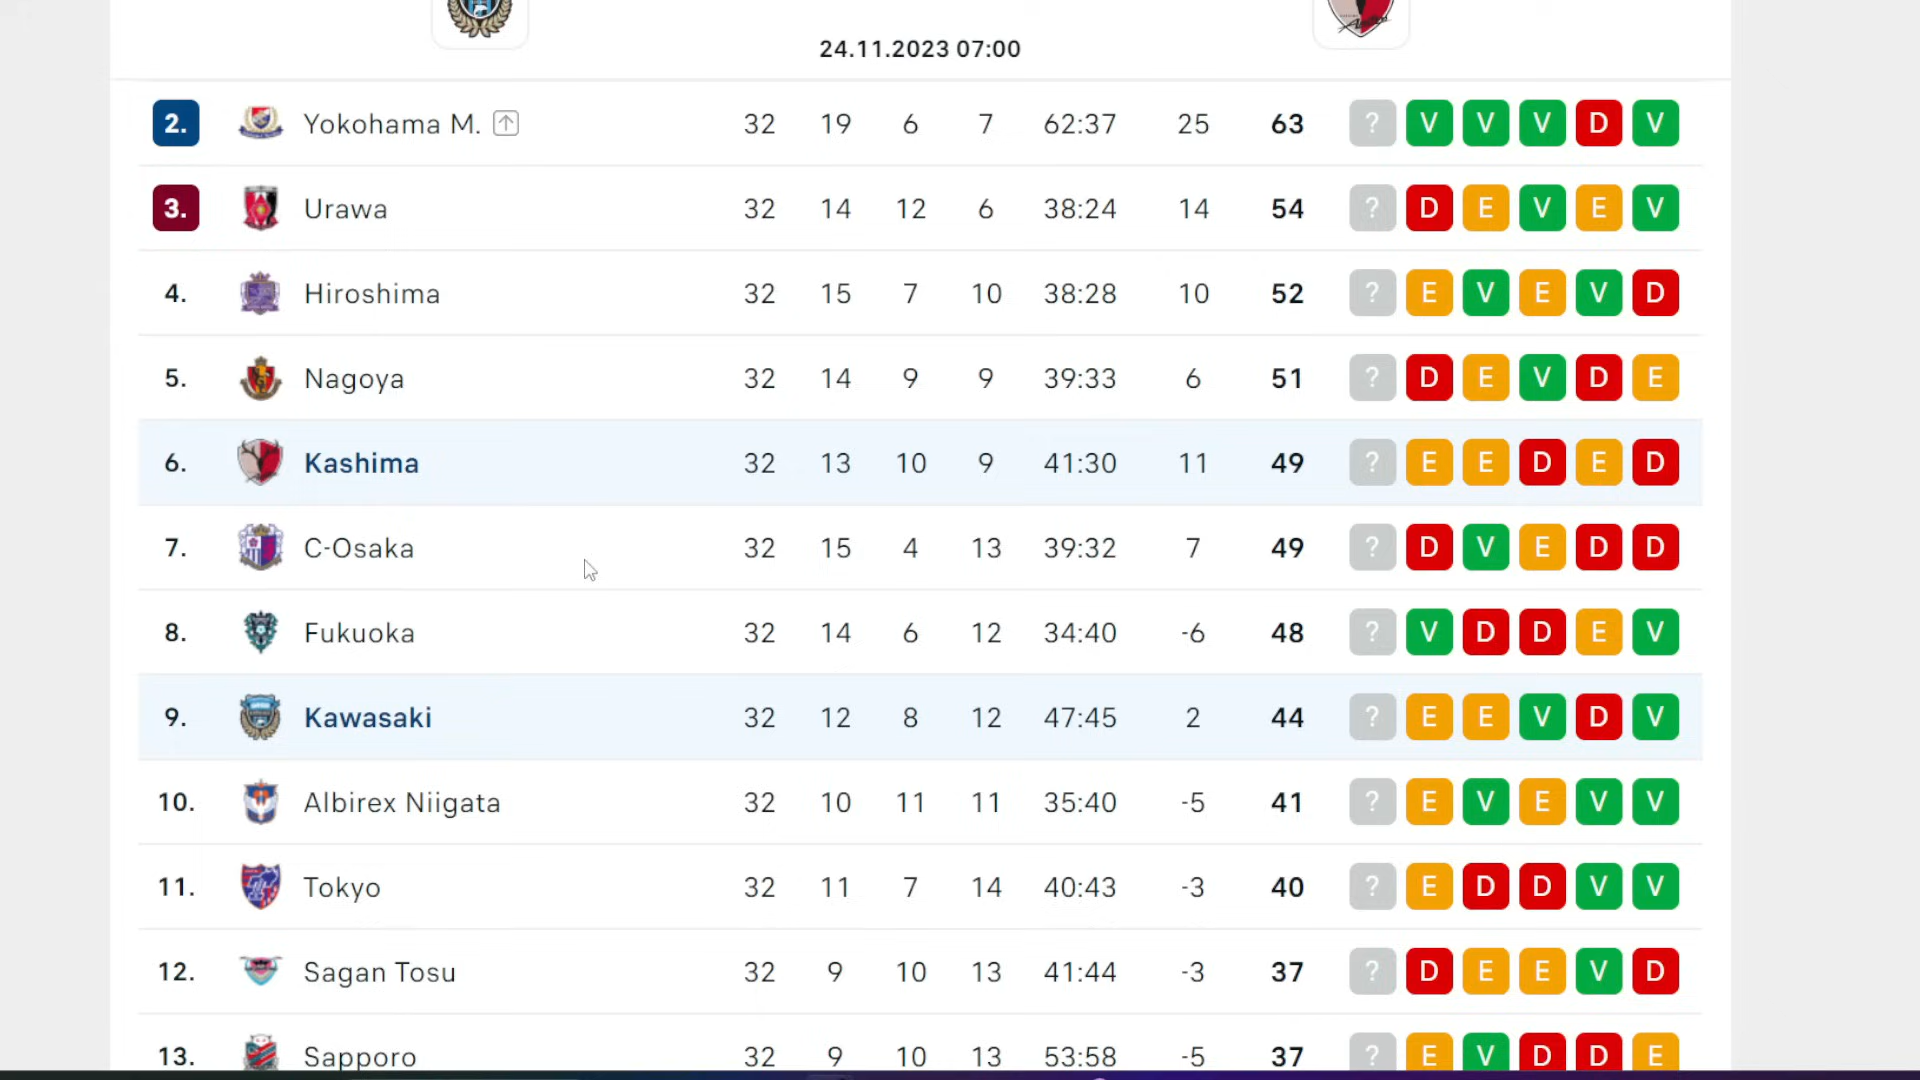 24.11.2023 07:00
2. Yokohama M. 32 19 6 7 62:37 25 63 ? V V V D V
3. Urawa 32 14 12 6 38:24 14 54 ? D E V E V
4. Hiroshima 32 15 7 10 38:28 10 52 ? E V E V D
5. Nagoya 32 14 9 9 39:33 6 51 ? D E V D E
6. Kashima 32 13 10 9 41:30 11 49 ? E E D E D
7. C-Osaka 32 15 4 13 39:32 7 49 ? D V E D D
8. Fukuoka 32 14 6 12 34:40 -6 48 ? V D D E V
9. Kawasaki 32 12 8 12 47:45 2 44 ? E E V D V
10. Albirex Niigata 32 10 11 11 35:40 -5 41 ? E V E V V
11. Tokyo 32 11 7 14 40:43 -3 40 ? E D D V V
12. Sagan Tosu 32 9 10 13 41:44 -3 37 ? D E E V D
13. Sapporo 32 9 10 13 53:58 -5 37 ? E V D D E